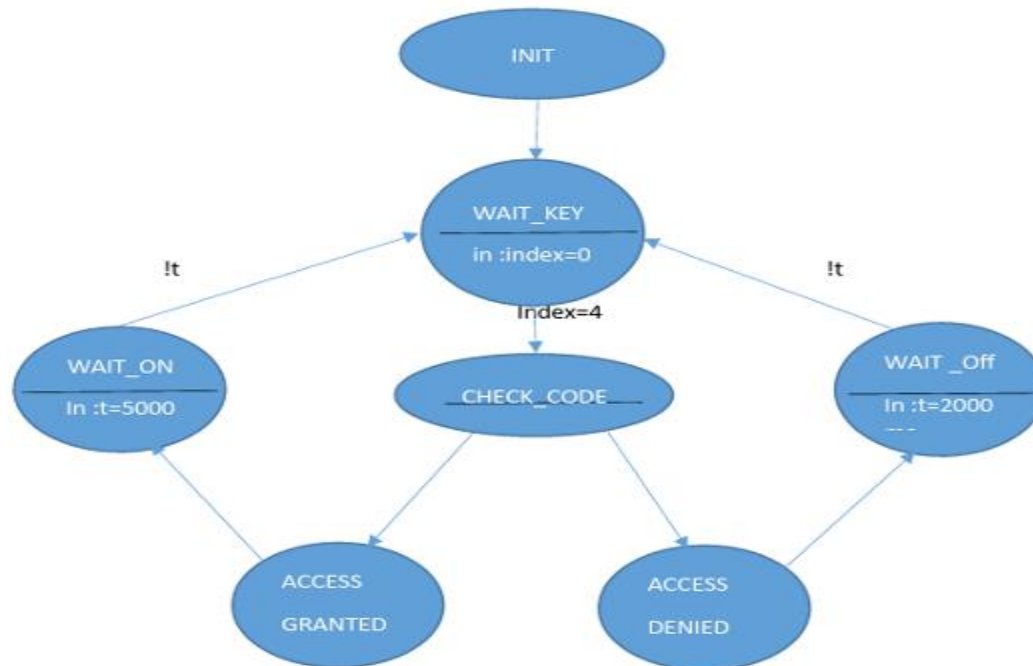 INIT
WAIT_KEY
in :index=0
!t
!t
Index=4
WAIT_ON
In :t=5000
CHECK_CODE
WAIT _Off
In :t=2000
ACCESS
GRANTED
ACCESS
DENIED